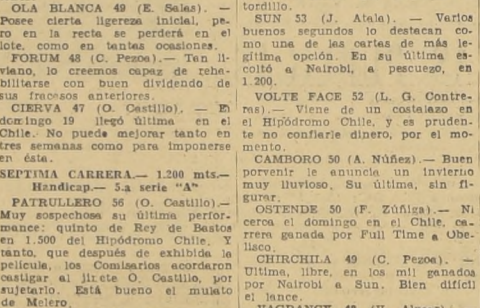 OLA BLANCA 49 (E. Salas). —
Posee cierta ligereza inicial, pe-
ro en la recta se perderá en el
lote, como en tantas ocasiones.
FORUM 48 (C. Pezoa).— Tan li-
viano, lo creemos capaz de reha-
bilitarse con buen dividendo de
sus fracasos anteriores.
CIERVA 47 (O. Castillo). — El
domingo 19 llegó última en el
Chile. No puede mejorar tanto en
tres semanas como para imponerse
en ésta.
SEPTIMA CARRERA.— 1.200 mts.—
Handicap.— 5.a serie "A"
PATRULLERO 56 (O. Castillo).—
Muy sospechosa su última perfor-
mance: quinto de Rey de Bastos
en 1.500 del Hipódromo Chile. Y
tanto, que después de exhibida la
película, los Comisarios acordaron
castigar al jinete O. Castillo, por
sujetarlo. Está bueno el mulato
de Melero.
tordillo.
SUN 53 (J. Atala). — Varios
buenos segundos lo destacan co-
mo una de las cartas de más le-
gítima opción. En su última es-
coltó a Nairobi, a pescuezo, en
1.200.
VOLTE FACE 52 (L. G. Contre-
ras).— Viene de un costalazo en
el Hipódromo Chile, y es pruden-
te no confiarle dinero, por el mo-
mento.
CAMBORO 50 (A. Núñez).— Buen
porvenir le anuncia un invierno
muy lluvioso. Su última, sin fi-
gurar.
OSTENDE 50 (F. Zúñiga).— Ni
cerca el domingo en el Chile, ca-
rrera ganada por Full Time a Obe-
lisco.
CHIRCHILA 49 (C. Pezoa). —
Ultima, libre, en los mil ganados
por Nairobi a Sun. Bien difícil
el lance.